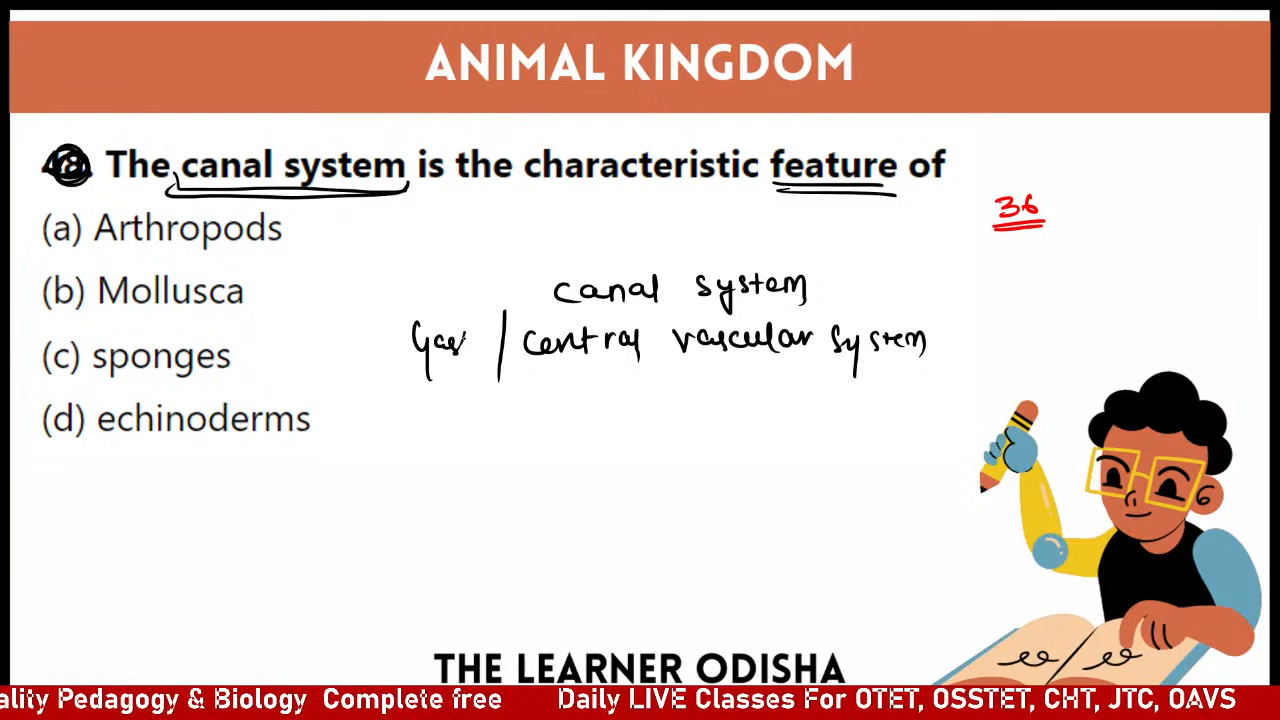 ANIMAL KINGDOM
The canal system is the characteristic feature of
36
(a) Arthropods
(b) Mollusca
canal system
central vascular system
(c) sponges
(d) echinoderms
THE LEARNER ODISHA
ality Pedagogy & Biology Complete free Daily LIVE Classes For OTET, OSSTET, CHT, JTC, OAVS